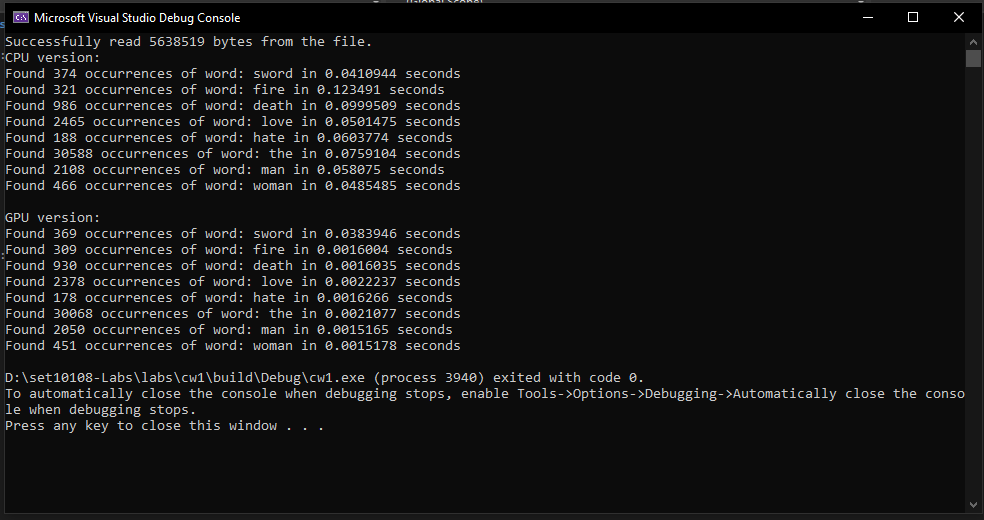 Microsoft Visual Studio Debug Console
Successfully read 5638519 bytes from the file.
CPU version:
Found 374 occurrences of word: sword in 0.0410944 seconds
Found 321 occurrences of word: fire in 0.123491 seconds
Found 986 occurrences of word: death in 0.0999509 seconds
Found 2465 occurrences of word: love in 0.0501475 seconds
Found 188 occurrences of word: hate in 0.0603774 seconds
Found 30588 occurrences of word: the in 0.0759104 seconds
Found 2108 occurrences of word: man in 0.058075 seconds
Found 466 occurrences of word: woman in 0.0485485 seconds
GPU version:
Found 369 occurrences of word: sword in 0.0383946 seconds
Found 309 occurrences of word: fire in 0.0016004 seconds
Found 930 occurrences of word: death in 0.0016035 seconds
Found 2378 occurrences of word: love in 0.0022237 seconds
Found 178 occurrences of word: hate in 0.0016266 seconds
Found 30068 occurrences of word: the in 0.0021077 seconds
Found 2050 occurrences of word: man in 0.0015165 seconds
Found 451 occurrences of word: woman in 0.0015178 seconds
D:\set10108-Labs\labs\cw1\build\Debug\cw1.exe (process 3940) exited with code 0.
To automatically close the console when debugging stops, enable Tools->Options->Debugging->Automatically close the conso
le when debugging stops.
Press any key to close this window . . .